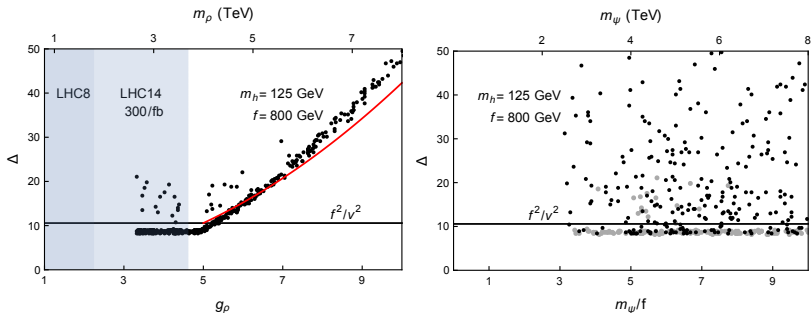 m_ρ (TeV)
1 3 5 7
50
40
30
20
10
0
Δ
LHC8
LHC14
300/fb
m_h = 125 GeV
f = 800 GeV
f²/v²
1 3 5 7 9
g_ρ
m_ψ (TeV)
2 4 6 8
50
40
30
20
10
0
Δ
m_h = 125 GeV
f = 800 GeV
f²/v²
1 3 5 7 9
m_ψ/f